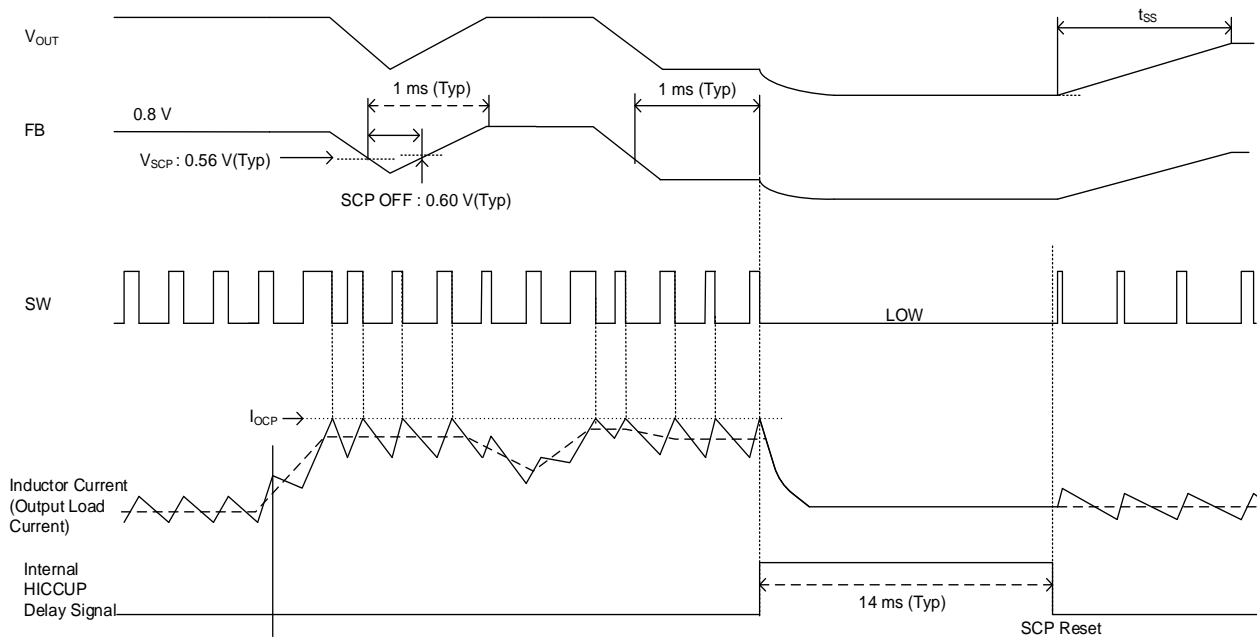 tSS
VOUT
1 ms (Typ)
1 ms (Typ)
0.8 V
FB
VSCP : 0.56 V(Typ)
SCP OFF : 0.60 V(Typ)
SW
LOW
IOCP
Inductor Current
(Output Load
Current)
Internal
HICCUP
Delay Signal
14 ms (Typ)
SCP Reset